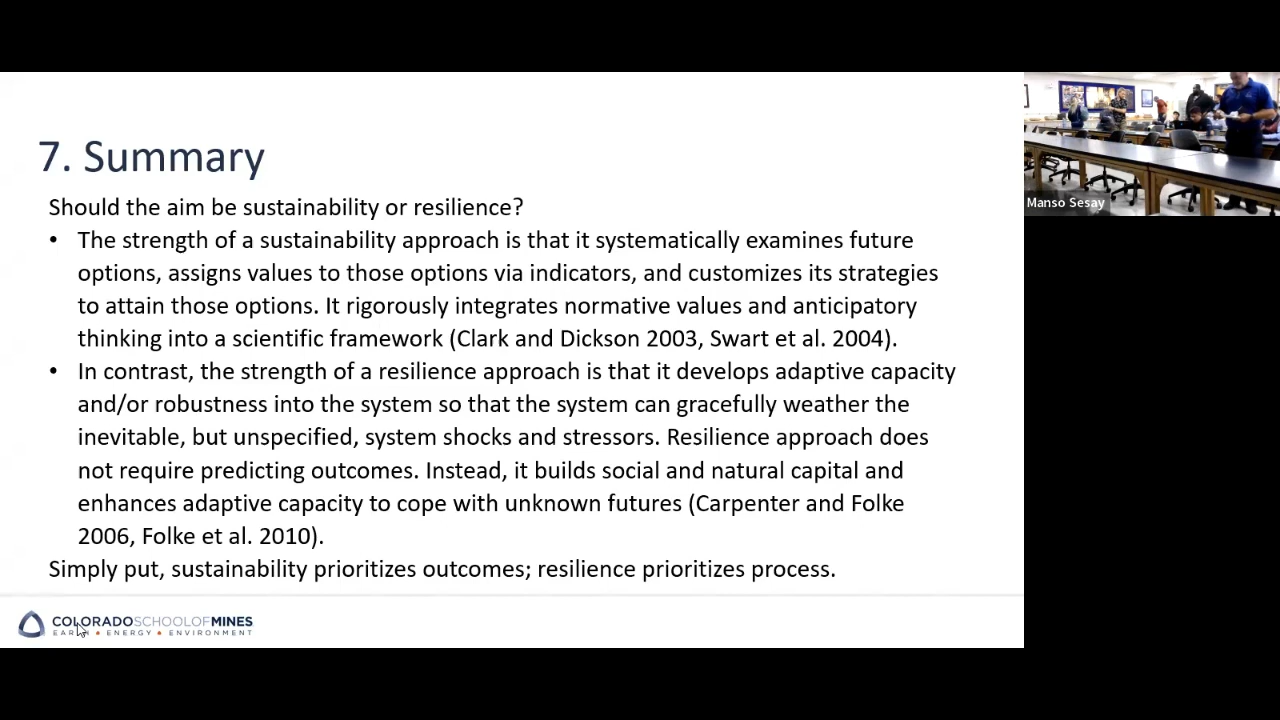 7. Summary
Should the aim be sustainability or resilience?
• The strength of a sustainability approach is that it systematically examines future
options, assigns values to those options via indicators, and customizes its strategies
to attain those options. It rigorously integrates normative values and anticipatory
thinking into a scientific framework (Clark and Dickson 2003, Swart et al. 2004).
• In contrast, the strength of a resilience approach is that it develops adaptive capacity
and/or robustness into the system so that the system can gracefully weather the
inevitable, but unspecified, system shocks and stressors. Resilience approach does
not require predicting outcomes. Instead, it builds social and natural capital and
enhances adaptive capacity to cope with unknown futures (Carpenter and Folke
2006, Folke et al. 2010).
Simply put, sustainability prioritizes outcomes; resilience prioritizes process.
COLORADOSCHOOLOFMINES
EARTH • ENERGY • ENVIRONMENT
Manso Sesay